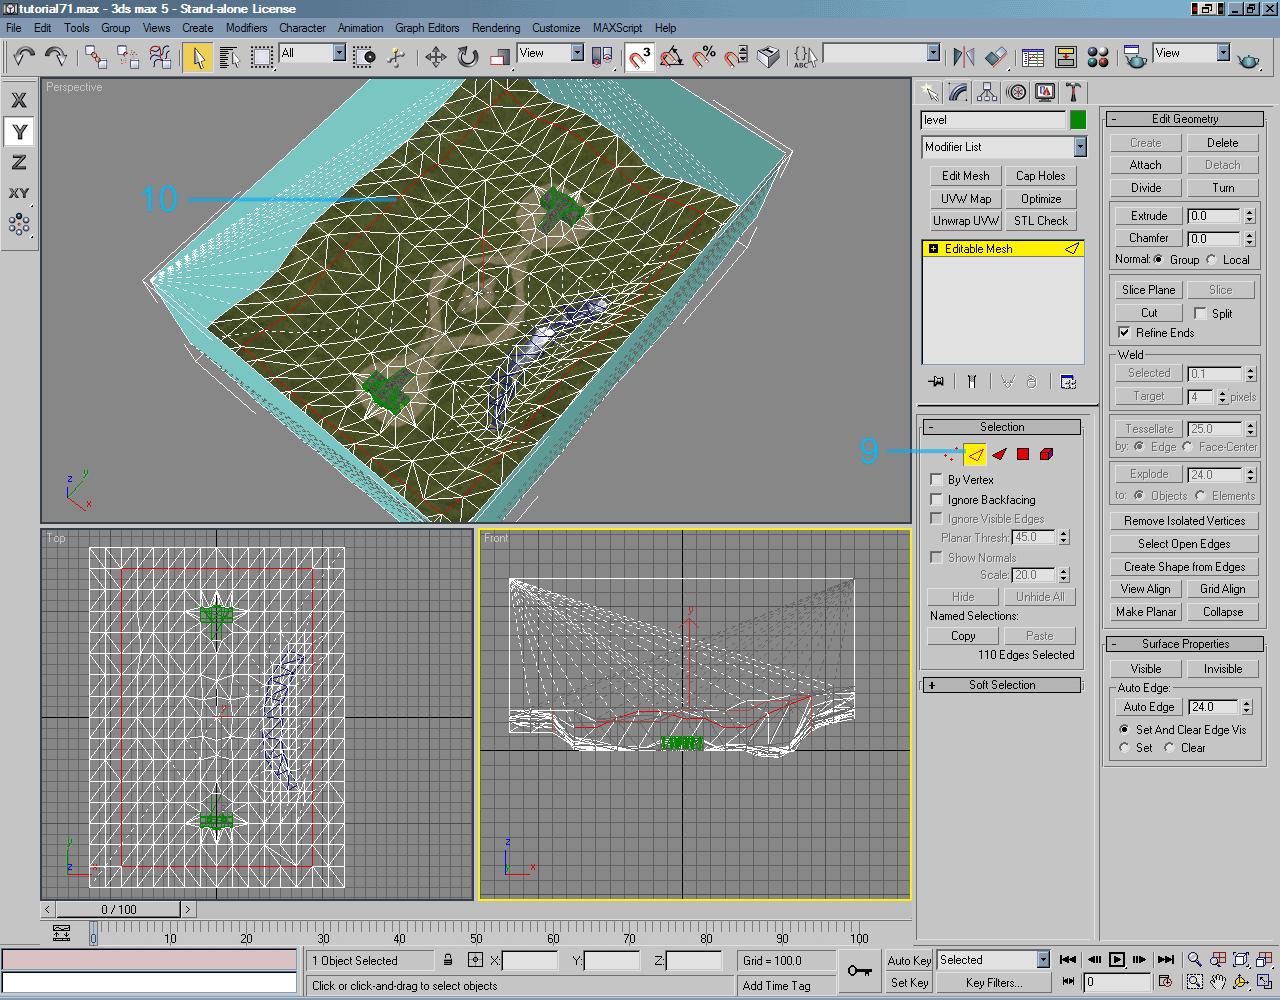 tutorial71.max - 3ds max 5 - Stand-alone License
File Edit Tools Group Views Create Modifiers Character Animation Graph Editors Rendering Customize MAXScript Help
All
View
3
%
ABC
View
X
Y
Z
XY
Perspective
10
z
y
x
Top
y
z
x
Front
y
z
x
level
Modifier List
Edit Mesh Cap Holes
UVW Map Optimize
Unwrap UVW STL Check
Editable Mesh
- Selection
9
By Vertex
Ignore Backfacing
Ignore Visible Edges
Planar Thresh: 45.0
Show Normals
Scale: 20.0
Hide Unhide All
Named Selections:
Copy Paste
110 Edges Selected
+ Soft Selection
- Edit Geometry
Create Delete
Attach Detach
Divide Turn
Extrude 0.0
Chamfer 0.0
Normal: Group Local
Slice Plane Slice
Cut Split
Refine Ends
Weld
Selected 0.1
Target 4 pixels
Tessellate 25.0
by: Edge Face-Center
Explode 24.0
to: Objects Elements
Remove Isolated Vertices
Select Open Edges
Create Shape from Edges
View Align Grid Align
Make Planar Collapse
- Surface Properties
Visible Invisible
Auto Edge:
Auto Edge 24.0
Set And Clear Edge Vis
Set Clear
< 0 / 100 >
0 10 20 30 40 50 60 70 80 90 100
1 Object Selected X: Y: Z: Grid = 100.0
Click or click-and-drag to select objects Add Time Tag
Auto Key Selected
Set Key Key Filters...
0